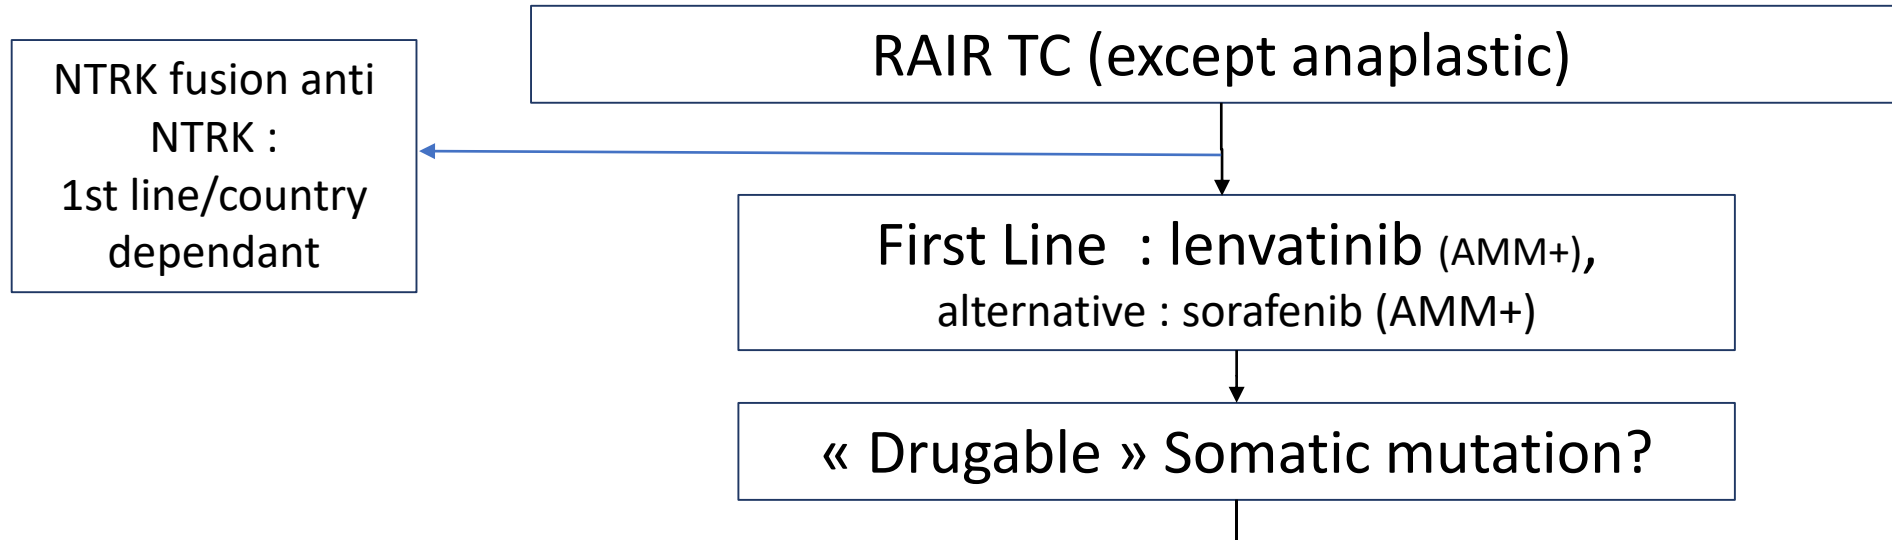 RAIR TC (except anaplastic)
NTRK fusion anti
NTRK :
1st line/country
dependant
First Line : lenvatinib (AMM+),
alternative : sorafenib (AMM+)
« Drugable » Somatic mutation?